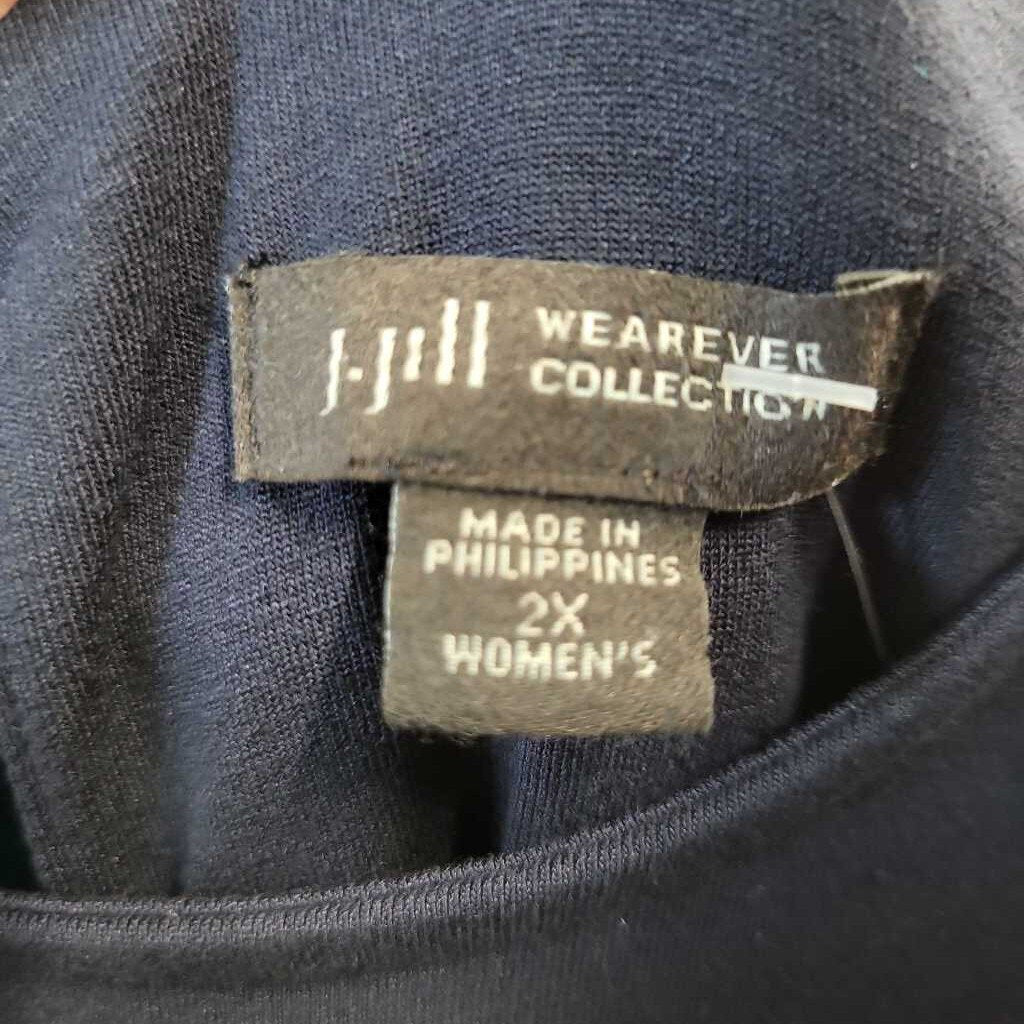 J.Jill
WEAREVER
COLLECTION
MADE IN
PHILIPPINES
2X
WOMEN'S